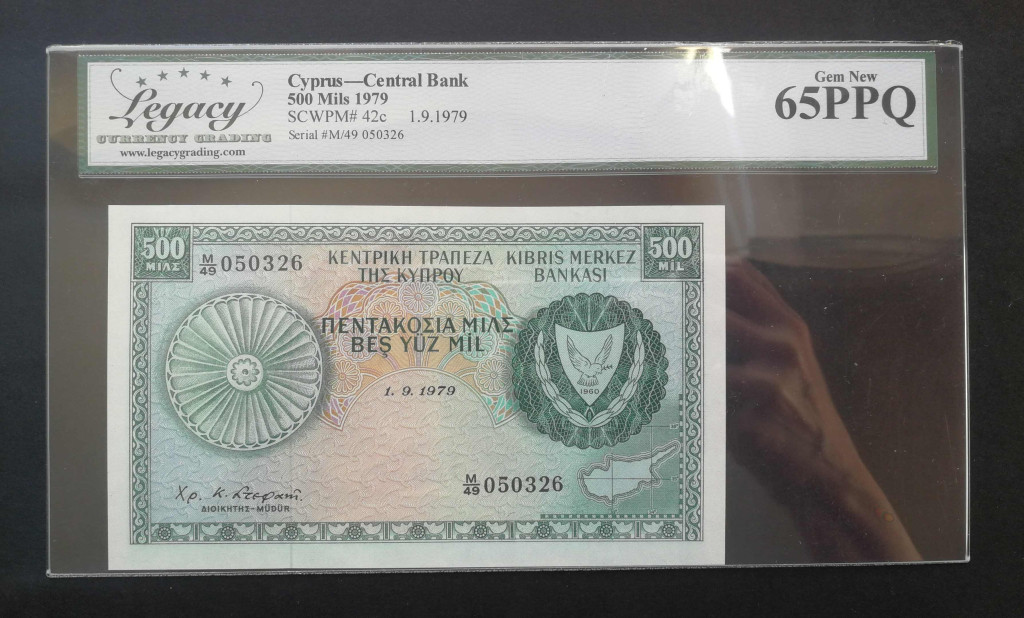 Legacy
CURRENCY GRADING
www.legacygrading.com
Cyprus—Central Bank
500 Mils 1979
SCWPM# 42c 1.9.1979
Serial #M/49 050326
Gem New
65PPQ
500
ΜΙΛΣ
M/49 050326
ΚΕΝΤΡΙΚΗ ΤΡΑΠΕΖΑ
ΤΗΣ ΚΥΠΡΟΥ
KIBRIS MERKEZ
BANKASI
500
MİL
ΠΕΝΤΑΚΟΣΙΑ ΜΙΛΣ
BEŞ YÜZ MİL
1. 9. 1979
1960
M/49 050326
Χρ. Κ. Στεφανή.
ΔΙΟΙΚΗΤΗΣ-MÜDÜR